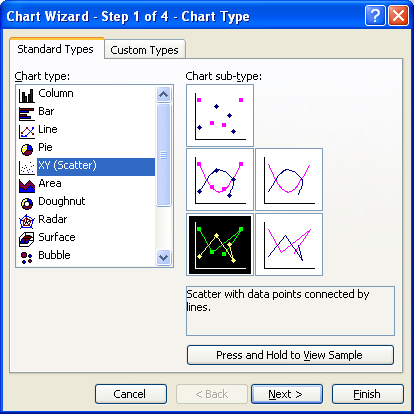 Chart Wizard - Step 1 of 4 - Chart Type
Standard Types
Custom Types
Chart type:
Column
Bar
Line
Pie
XY (Scatter)
Area
Doughnut
Radar
Surface
Bubble
Chart sub-type:
Scatter with data points connected by
lines.
Press and Hold to View Sample
Cancel
< Back
Next >
Finish